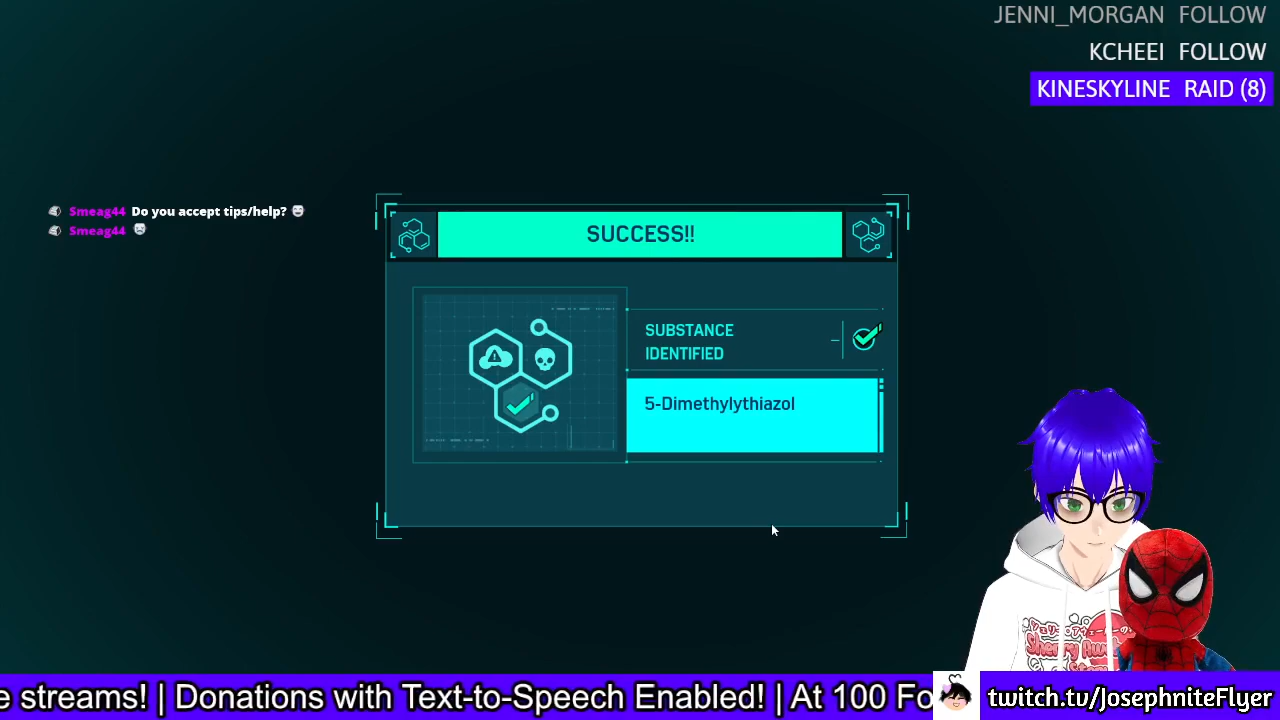 JENNI_MORGAN FOLLOW
KCHEEI FOLLOW
KINESKYLINE RAID (8)
Smeag44 Do you accept tips/help?
Smeag44
SUCCESS!!
SUBSTANCE
IDENTIFIED
5-Dimethylythiazol
e streams! | Donations with Text-to-Speech Enabled! | At 100 Fo
twitch.tv/JosephniteFlyer